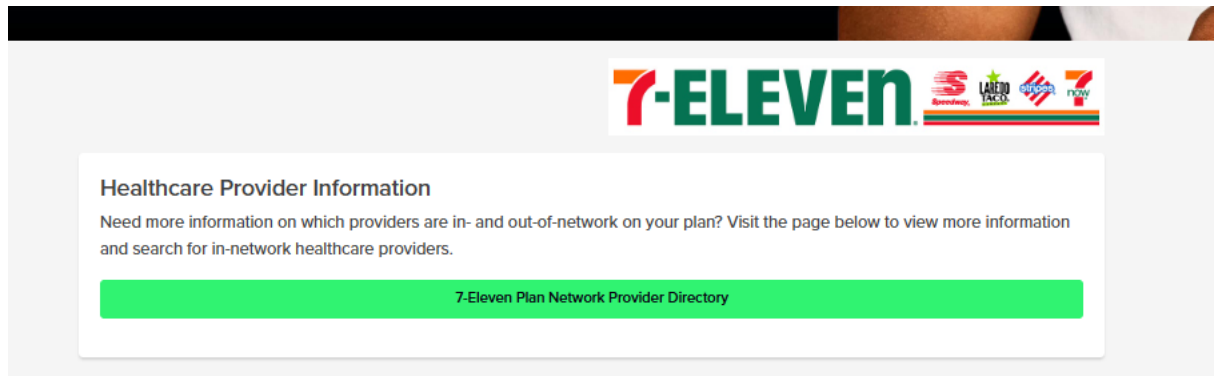 7-ELEVEN®
Speedway
LAREDO
TACO
COMPANY
stripes
7
now
Healthcare Provider Information
Need more information on which providers are in- and out-of-network on your plan? Visit the page below to view more information
and search for in-network healthcare providers.
7-Eleven Plan Network Provider Directory